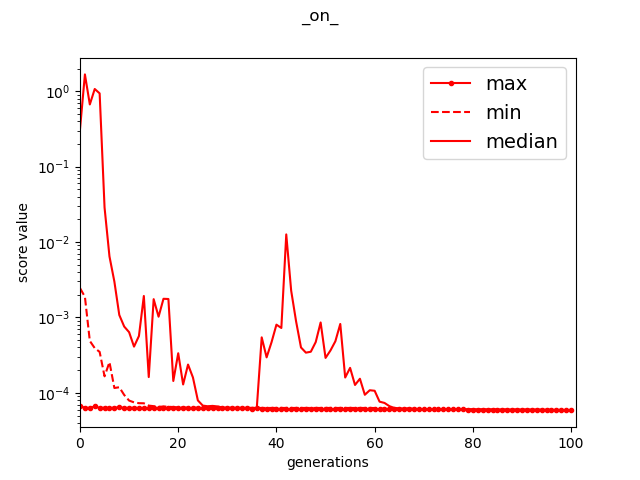 _on_
score value
10^0
10^-1
10^-2
10^-3
10^-4
0 20 40 60 80 100
generations
max
min
median